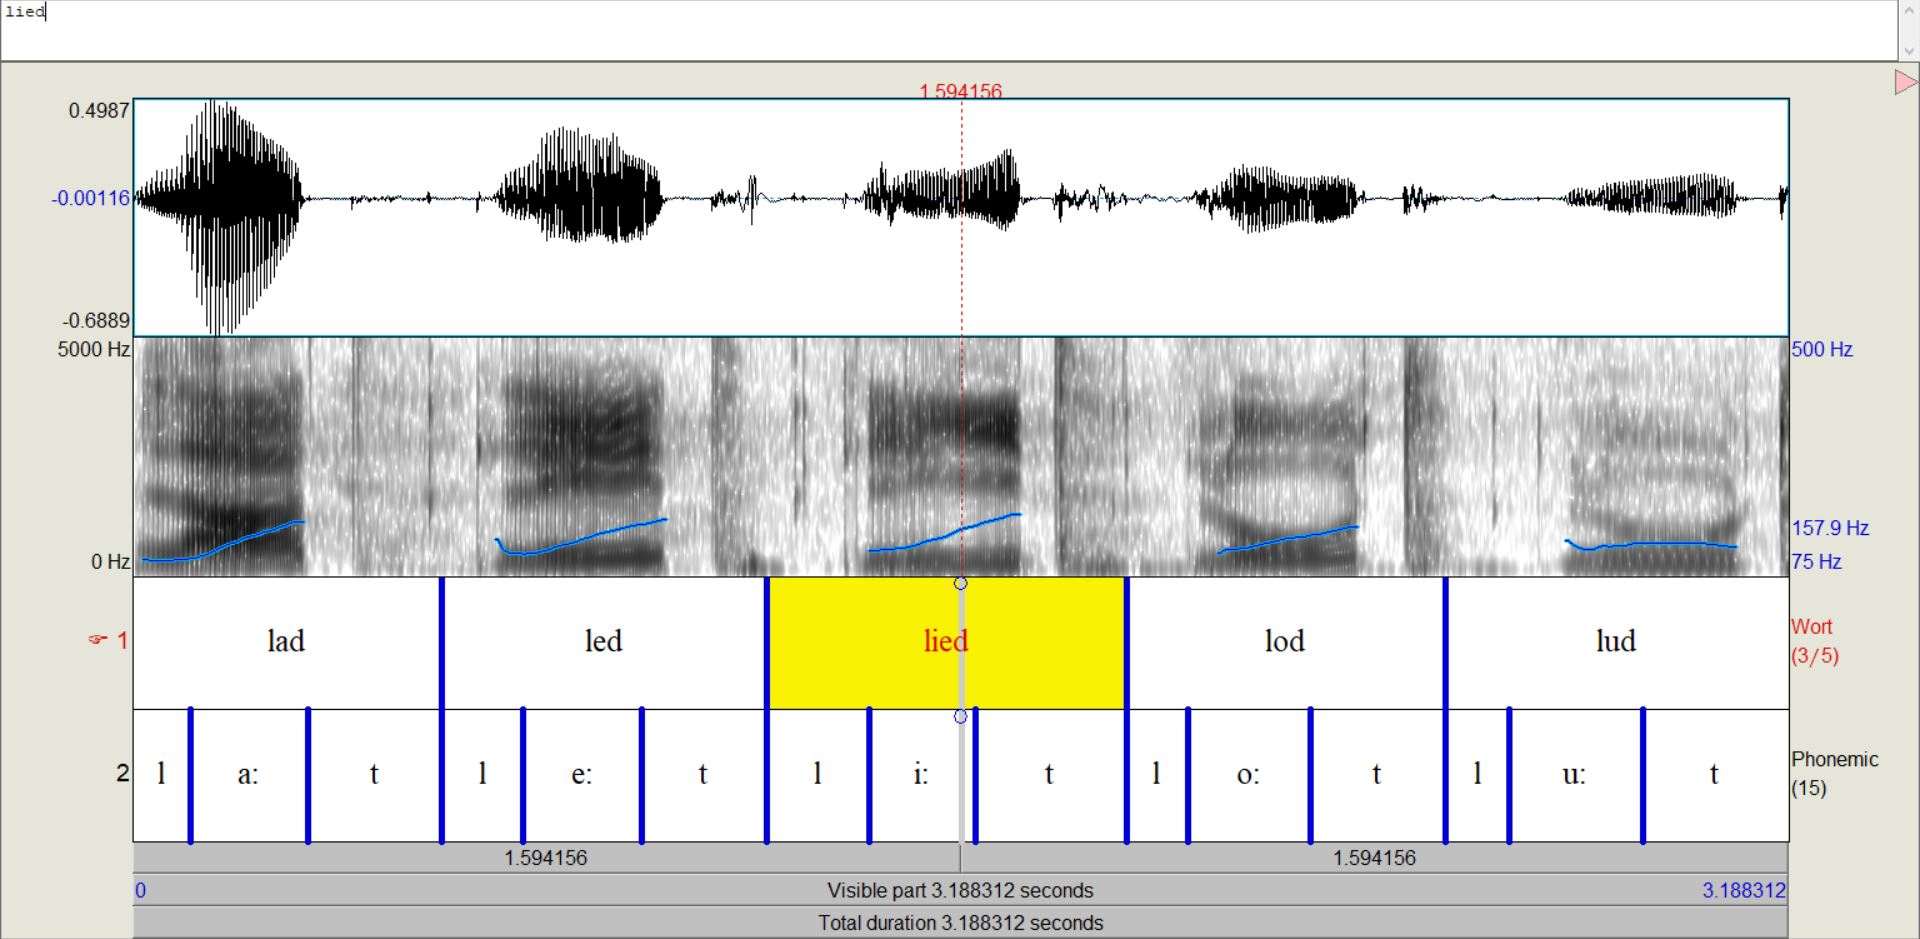 lied
1.594156
0.4987
-0.00116
-0.6889
5000 Hz
0 Hz
500 Hz
157.9 Hz
75 Hz
☞ 1
lad led lied lod lud
Wort
(3/5)
2
l a: t l e: t l i: t l o: t l u: t
Phonemic
(15)
1.594156 1.594156
0 Visible part 3.188312 seconds 3.188312
Total duration 3.188312 seconds